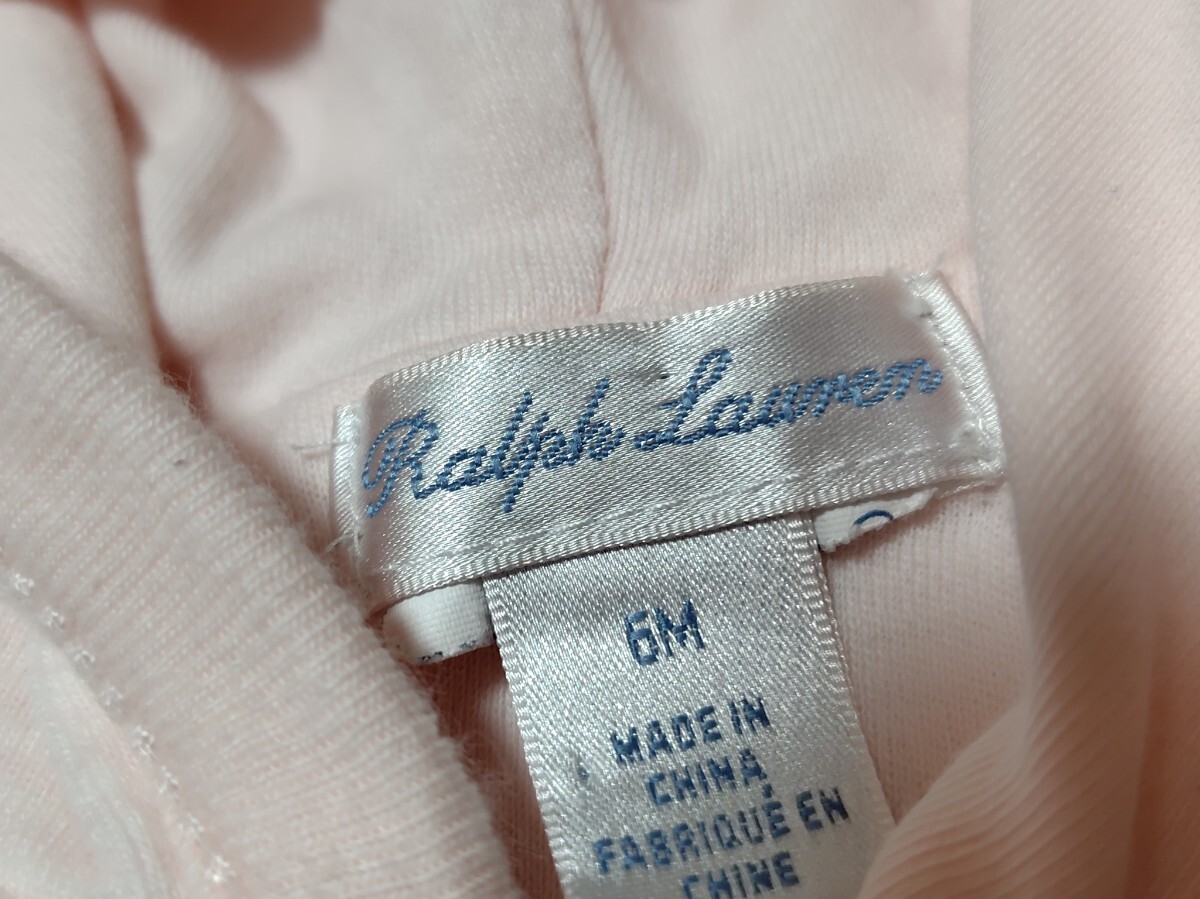 Ralph Lauren
6M
MADE IN
CHINA
FABRIQUÉ EN
CHINE